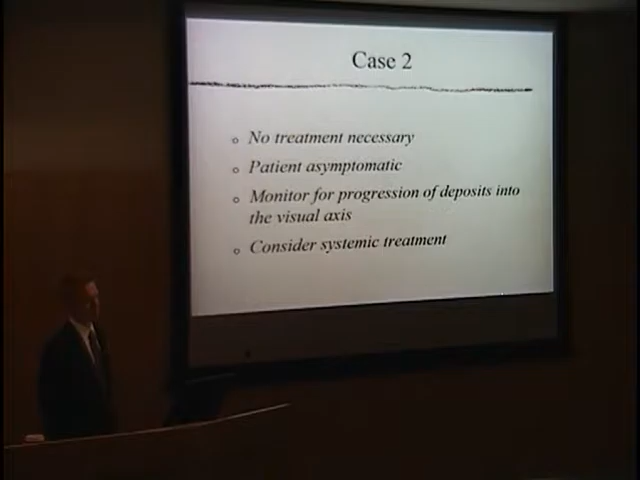 Case 2
No treatment necessary
Patient asymptomatic
Monitor for progression of deposits into
the visual axis
Consider systemic treatment